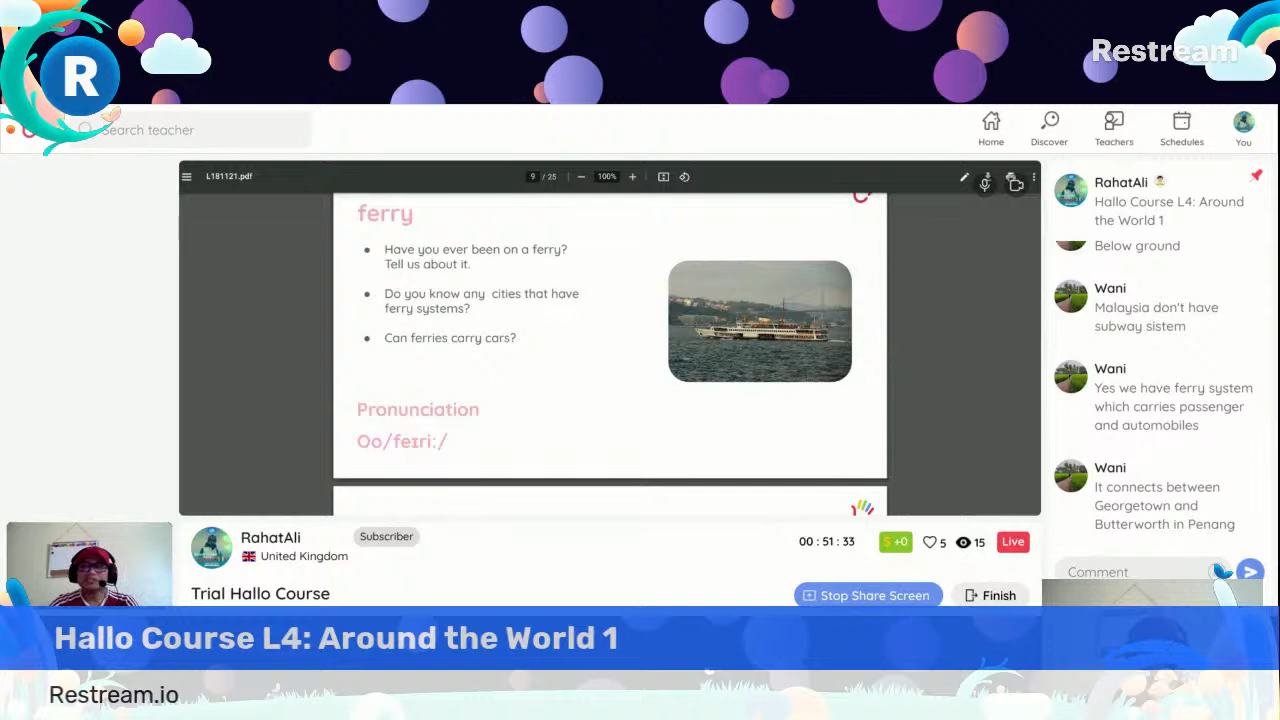 R
Restream
Search teacher
Home
Discover
Teachers
Schedules
You
L181121.pdf
9 / 25
100%
ferry
Have you ever been on a ferry?
Tell us about it.
Do you know any cities that have
ferry systems?
Can ferries carry cars?
Pronunciation
Oo/feɪriː/
RahatAli
Hallo Course L4: Around
the World 1
Below ground
Wani
Malaysia don't have
subway sistem
Wani
Yes we have ferry system
which carries passenger
and automobiles
Wani
It connects between
Georgetown and
Butterworth in Penang
Comment
RahatAli
Subscriber
United Kingdom
00 : 51 : 33
$ +0
5
15
Live
Trial Hallo Course
Stop Share Screen
Finish
Hallo Course L4: Around the World 1
Restream.io